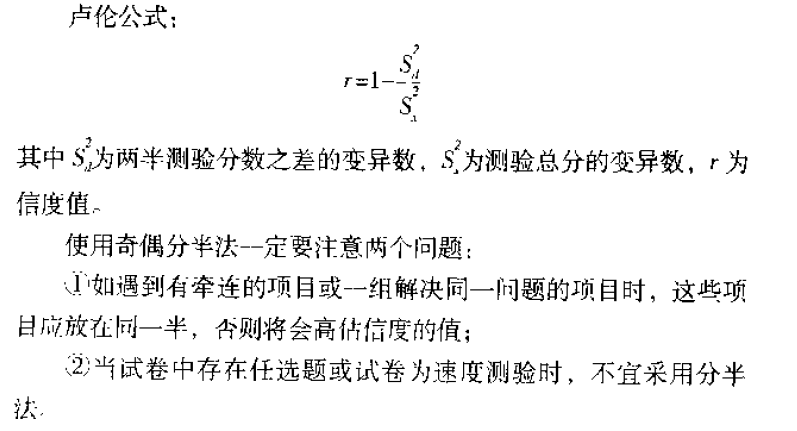 卢伦公式：
r=1-S_d^2/S_x^2
其中 S_d^2为两半测验分数之差的变异数，S_x^2为测验总分的变异数，r 为
信度值。
使用奇偶分半法一定要注意两个问题：
①如遇到有牵连的项目或一组解决同一问题的项目时，这些项
目应放在同一半，否则将会高估信度的值；
②当试卷中存在任选题或试卷为速度测验时，不宜采用分半
法。